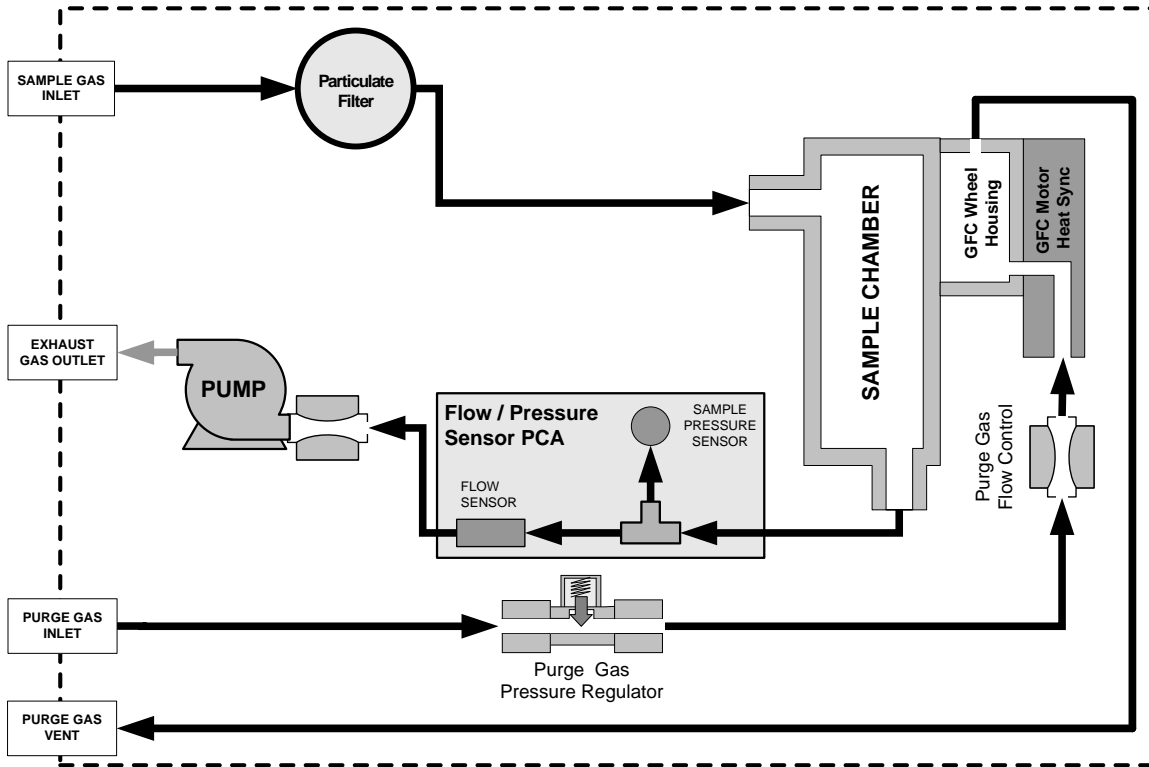 SAMPLE GAS
INLET
Particulate
Filter
SAMPLE CHAMBER
GFC Wheel
Housing
GFC Motor
Heat Sync
EXHAUST
GAS OUTLET
PUMP
Flow / Pressure
Sensor PCA
SAMPLE
PRESSURE
SENSOR
FLOW
SENSOR
Purge Gas
Flow Control
PURGE GAS
INLET
Purge Gas
Pressure Regulator
PURGE GAS
VENT